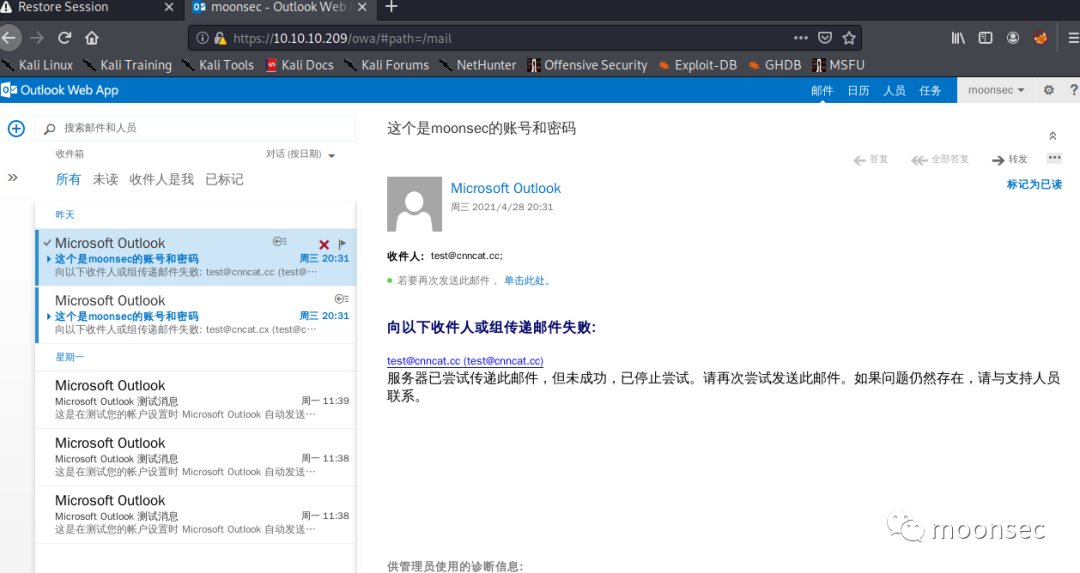 Restore Session
moonsec - Outlook Web A
https://10.10.10.209/owa/#path=/mail
Kali Linux Kali Training Kali Tools Kali Docs Kali Forums NetHunter Offensive Security Exploit-DB GHDB MSFU
Outlook Web App
邮件 日历 人员 任务 moonsec ?
搜索邮件和人员
收件箱 对话 (按日期)
所有 未读 收件人是我 已标记
昨天
Microsoft Outlook
这个是moonsec的账号和密码 周三 20:31
向以下收件人或组传递邮件失败: test@cnncat.cc (test@⋯
Microsoft Outlook
这个是moonsec的账号和密码 周三 20:31
向以下收件人或组传递邮件失败: test@cncat.cx (test@c⋯
星期一
Microsoft Outlook
Microsoft Outlook 测试消息 周一 11:39
这是在测试您的帐户设置时 Microsoft Outlook 自动发送⋯
Microsoft Outlook
Microsoft Outlook 测试消息 周一 11:38
这是在测试您的帐户设置时 Microsoft Outlook 自动发送⋯
Microsoft Outlook
Microsoft Outlook 测试消息 周一 11:38
这是在测试您的帐户设置时 Microsoft Outlook 自动发送⋯
这个是moonsec的账号和密码
答复 全部答复 转发
标记为已读
Microsoft Outlook
周三 2021/4/28 20:31
收件人: test@cnncat.cc;
若要再次发送此邮件， 单击此处。
向以下收件人或组传递邮件失败:
test@cnncat.cc (test@cnncat.cc)
服务器已尝试传递此邮件，但未成功，已停止尝试。请再次尝试发送此邮件。如果问题仍然存在，请与支持人员
联系。
moonsec
供管理员使用的诊断信息: